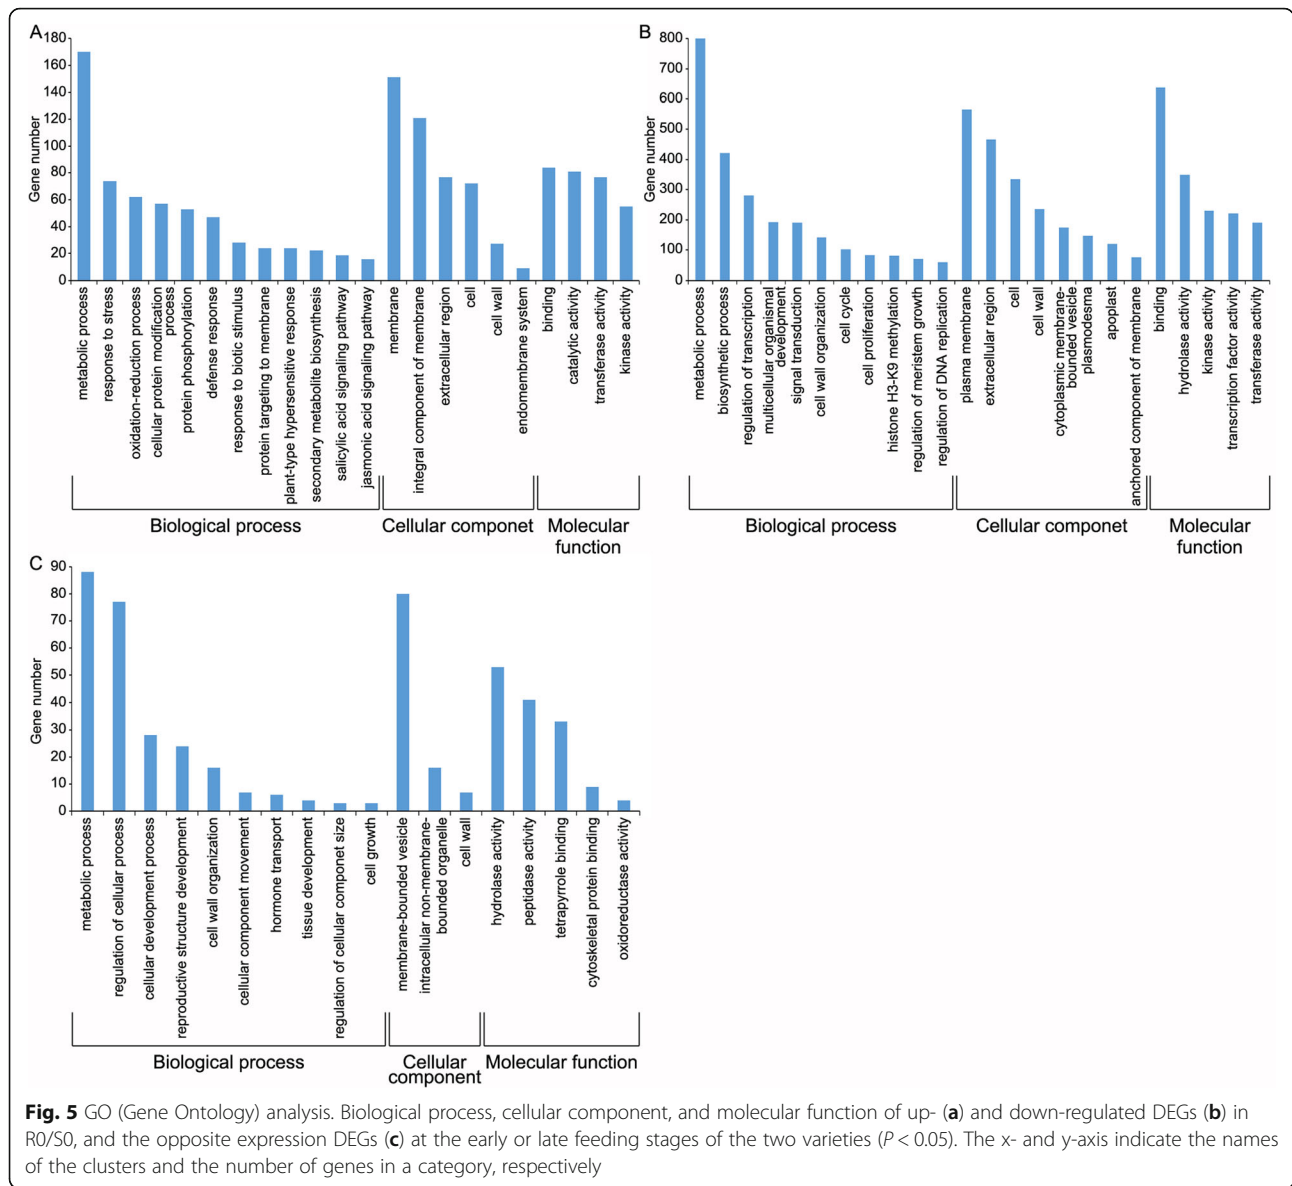 A
180
160
140
120
100
80
60
40
20
0
Gene number
metabolic process
response to stress
oxidation-reduction process
cellular protein modification
process
protein phosphorylation
defense response
response to biotic stimulus
protein targeting to membrane
plant-type hypersensitive response
secondary metabolite biosynthesis
salicylic acid signaling pathway
jasmonic acid signaling pathway
membrane
integral component of membrane
extracellular region
cell
cell wall
endomembrane system
binding
catalytic activity
transferase activity
kinase activity
Biological process
Cellular componet
Molecular
function
B
800
700
600
500
400
300
200
100
0
Gene number
metabolic process
biosynthetic process
regulation of transcription
multicellular organismal
development
signal transduction
cell wall organization
cell cycle
cell proliferation
histone H3-K9 methylation
regulation of meristem growth
regulation of DNA replication
plasma membrane
extracellular region
cell
cell wall
cytoplasmic membrane-
bounded vesicle
plasmodesma
apoplast
anchored component of membrane
binding
hydrolase activity
kinase activity
transcription factor activity
transferase activity
Biological process
Cellular componet
Molecular
function
C
90
80
70
60
50
40
30
20
10
0
Gene number
metabolic process
regulation of cellular process
cellular development process
reproductive structure development
cell wall organization
cellular component movement
hormone transport
tissue development
regulation of cellular componet size
cell growth
membrane-bounded vesicle
intracellular non-membrane-
bounded organelle
cell wall
hydrolase activity
peptidase activity
tetrapyrrole binding
cytoskeletal protein binding
oxidoreductase activity
Biological process
Cellular
component
Molecular function
Fig. 5 GO (Gene Ontology) analysis. Biological process, cellular component, and molecular function of up- (a) and down-regulated DEGs (b) in
R0/S0, and the opposite expression DEGs (c) at the early or late feeding stages of the two varieties (P < 0.05). The x- and y-axis indicate the names
of the clusters and the number of genes in a category, respectively